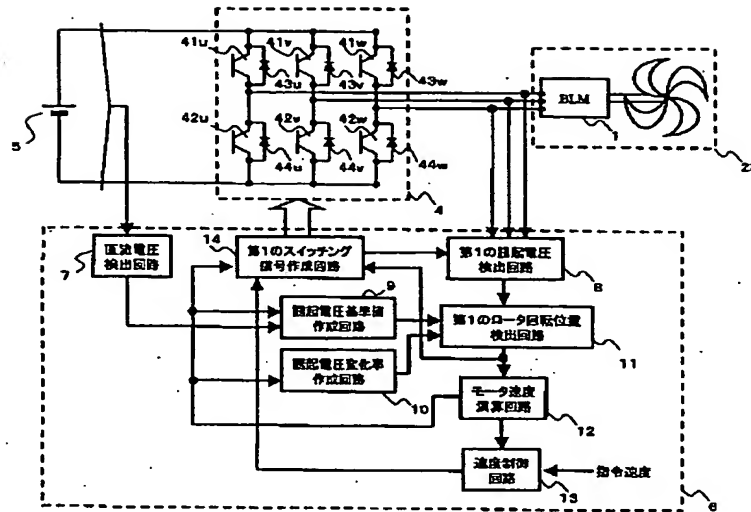 41u 41v 41w
43u 43v 43w
42u 42v 42w
44u 44v 44w
4
5
BLM
1
2
14
第1のスイッチング
信号作成回路
直流電圧
検出回路
7
第1の誘起電圧
検出回路
8
9
誘起電圧基準値
作成回路
第1のロータ回転位置
検出回路
11
誘起電圧変化率
作成回路
10
モータ速度
演算回路
12
速度制御
回路
13
指令速度
6